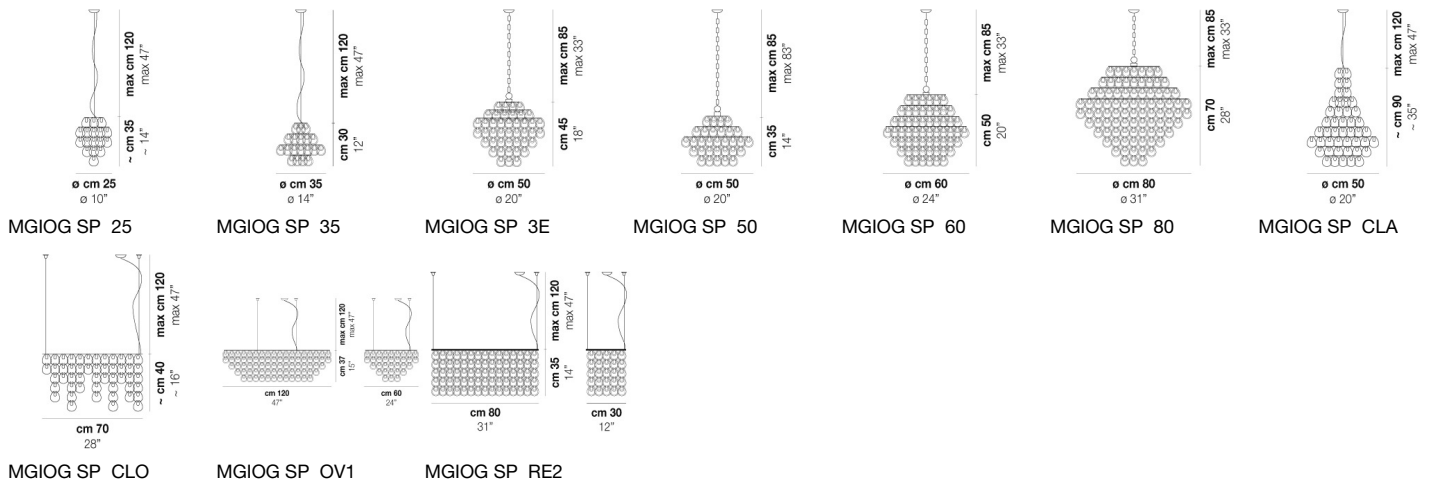 max cm 120
max 47"
~ cm 35
~ 14"
ø cm 25
ø 10"
MGIOG SP 25
max cm 120
max 47"
cm 30
12"
ø cm 35
ø 14"
MGIOG SP 35
max cm 85
max 33"
cm 45
18"
ø cm 50
ø 20"
MGIOG SP 3E
max cm 85
max 83"
cm 35
14"
ø cm 50
ø 20"
MGIOG SP 50
max cm 85
max 33"
cm 50
20"
ø cm 60
ø 24"
MGIOG SP 60
max cm 85
max 33"
cm 70
28"
ø cm 80
ø 31"
MGIOG SP 80
max cm 120
max 47"
~ cm 90
~ 35"
ø cm 50
ø 20"
MGIOG SP CLA
max cm 120
max 47"
~ cm 40
~ 16"
cm 70
28"
MGIOG SP CLO
max cm 120
max 47"
cm 37
15"
cm 120
47"
cm 60
24"
MGIOG SP OV1
max cm 120
max 47"
cm 35
14"
cm 80
31"
cm 30
12"
MGIOG SP RE2